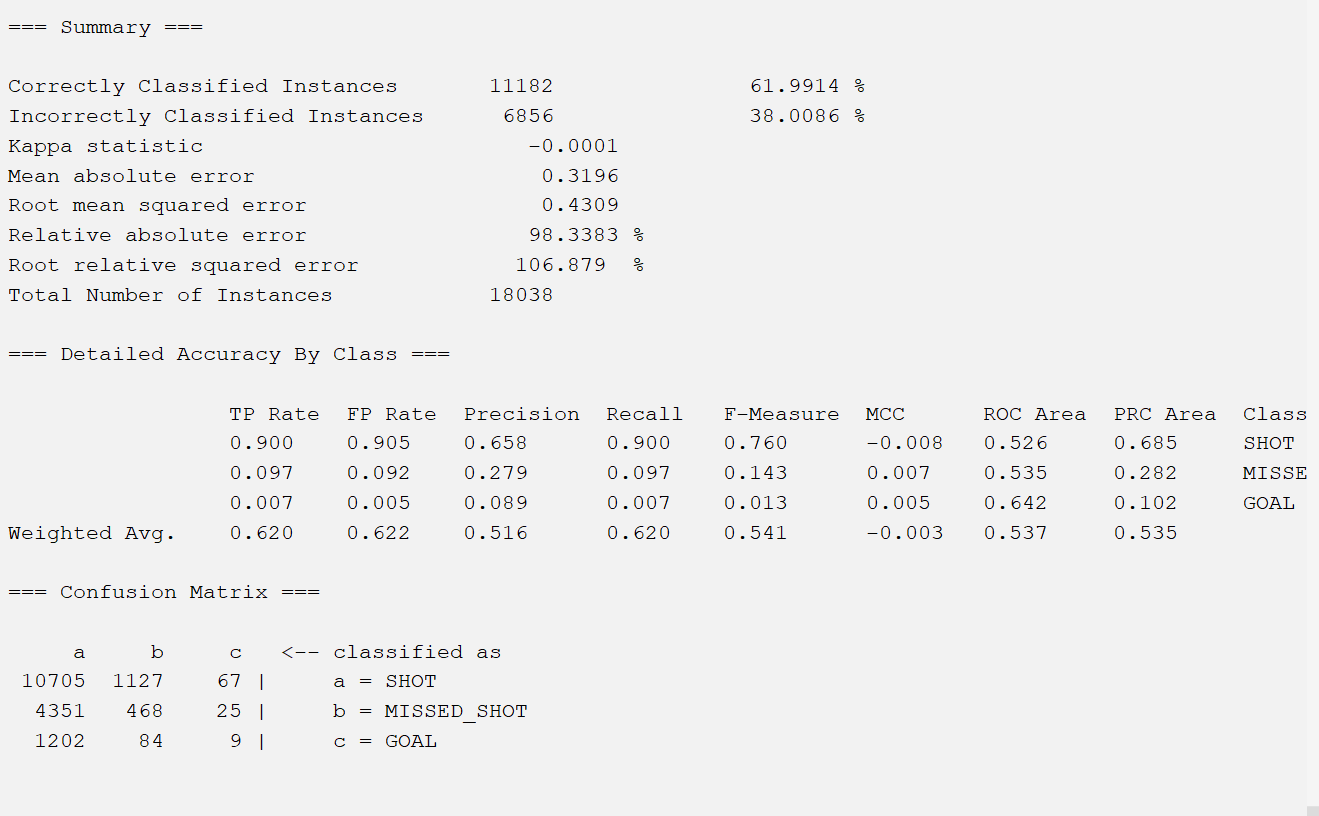 === Summary ===
Correctly Classified Instances 11182 61.9914 %
Incorrectly Classified Instances 6856 38.0086 %
Kappa statistic -0.0001
Mean absolute error 0.3196
Root mean squared error 0.4309
Relative absolute error 98.3383 %
Root relative squared error 106.879 %
Total Number of Instances 18038
=== Detailed Accuracy By Class ===
TP Rate FP Rate Precision Recall F-Measure MCC ROC Area PRC Area Class
0.900 0.905 0.658 0.900 0.760 -0.008 0.526 0.685 SHOT
0.097 0.092 0.279 0.097 0.143 0.007 0.535 0.282 MISSE
0.007 0.005 0.089 0.007 0.013 0.005 0.642 0.102 GOAL
Weighted Avg. 0.620 0.622 0.516 0.620 0.541 -0.003 0.537 0.535
=== Confusion Matrix ===
a b c <-- classified as
10705 1127 67 | a = SHOT
4351 468 25 | b = MISSED_SHOT
1202 84 9 | c = GOAL